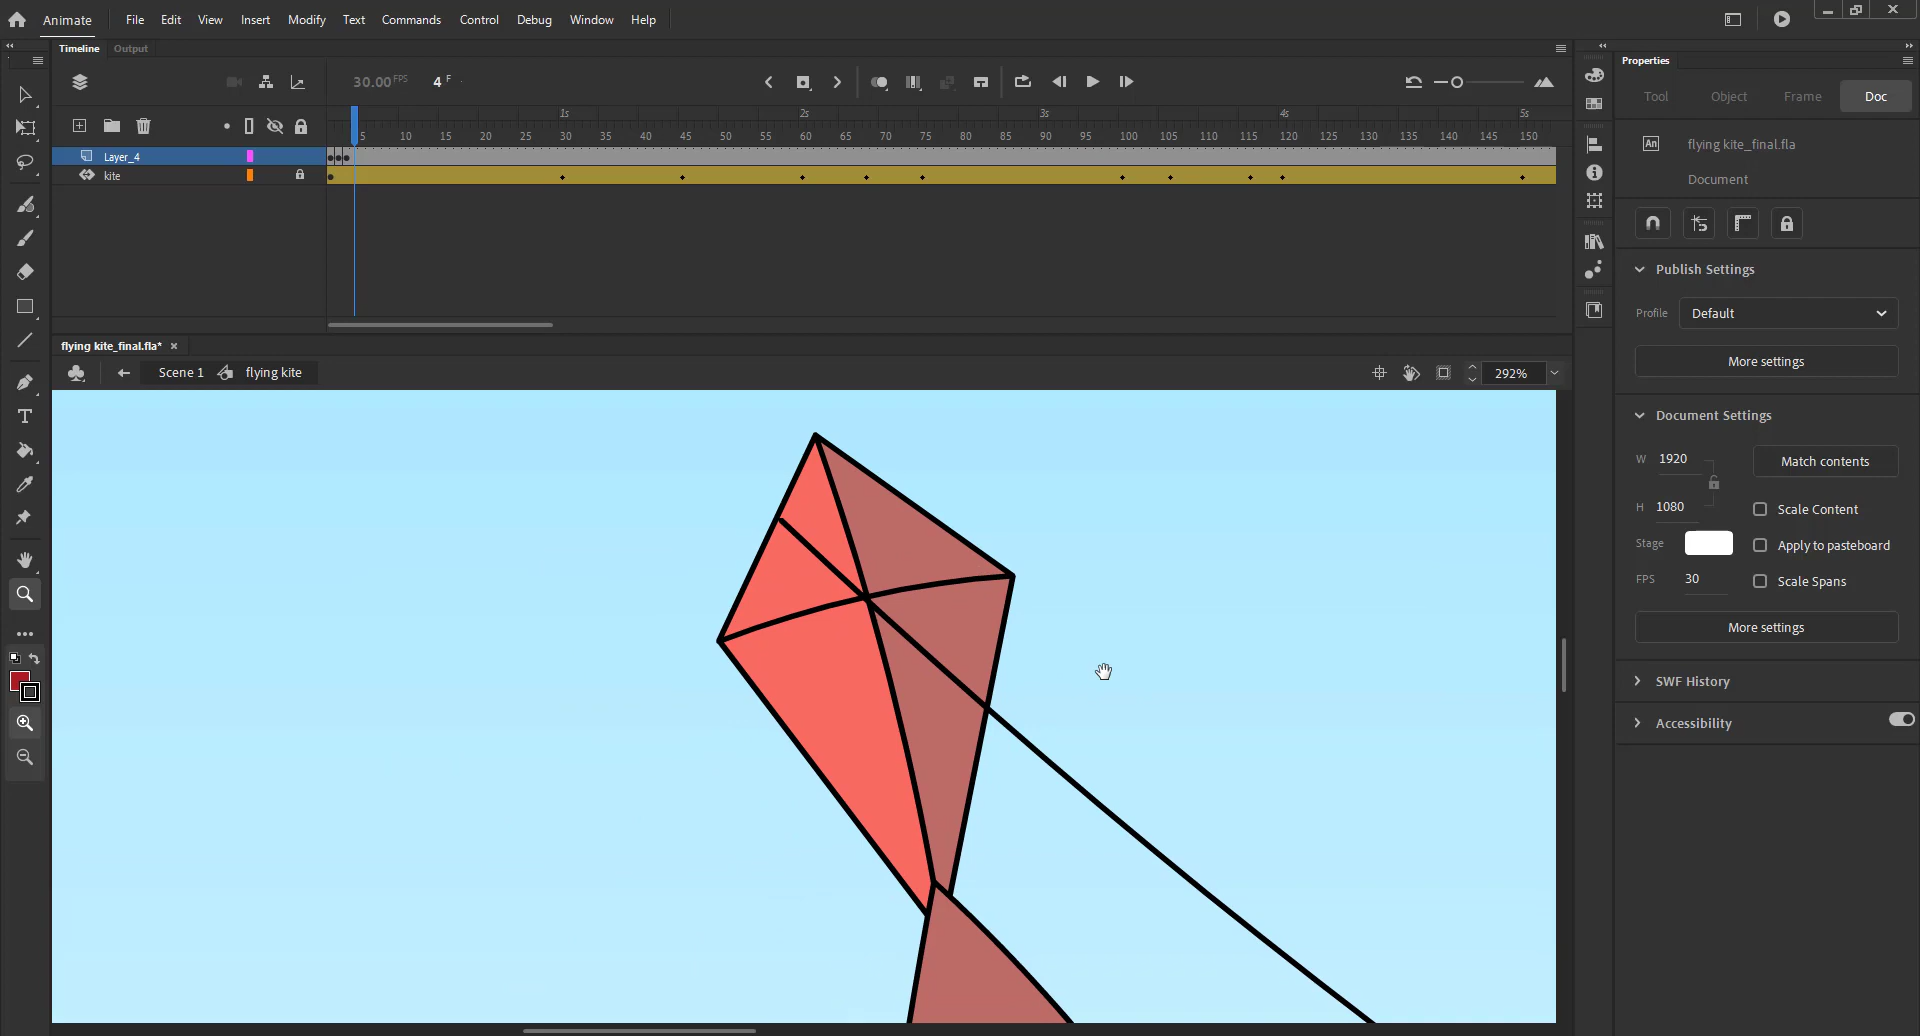 Animate File Edit View Insert Modify Text Commands Control Debug Window Help
Timeline Output
30.00 FPS 4 F
1s 2s 3s 4s 5s
5 10 15 20 25 30 35 40 45 50 55 60 65 70 75 80 85 90 95 100 105 110 115 120 125 130 135 140 145 150
Layer_4
kite
flying kite_final.fla* ×
Scene 1 flying kite 292%
Properties
Tool Object Frame Doc
An flying kite_final.fla
Document
Publish Settings
Profile Default
More settings
Document Settings
W 1920 Match contents
H 1080 Scale Content
Stage Apply to pasteboard
FPS 30 Scale Spans
More settings
SWF History
Accessibility